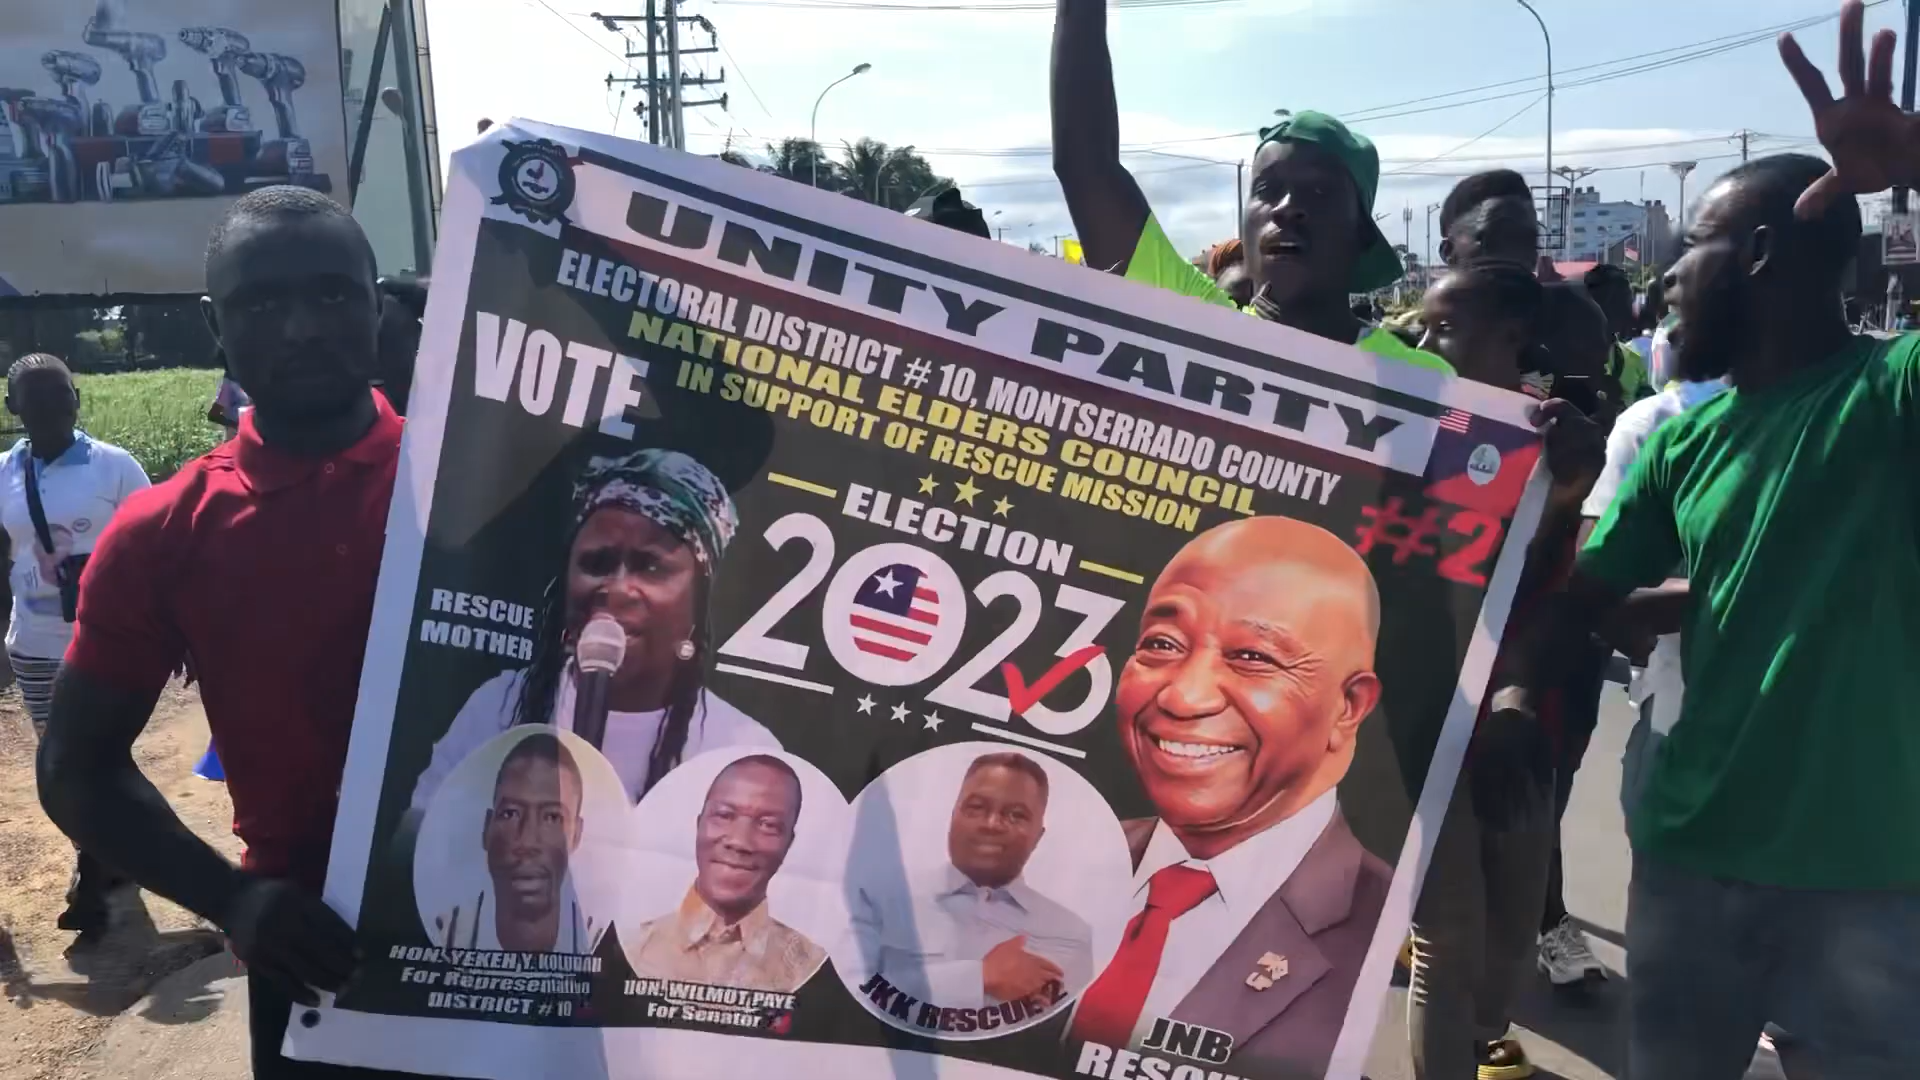 UNITY PARTY
ELECTORAL DISTRICT # 10, MONTSERRADO COUNTY
NATIONAL ELDERS COUNCIL
IN SUPPORT OF RESCUE MISSION
VOTE
#2
ELECTION
2023
RESCUE
MOTHER
HON. YEKEH Y. KOLUBAH
For Representative
DISTRICT # 10
HON. WILMOT PAYE
For Senator
JKK RESCUE 2
JNB